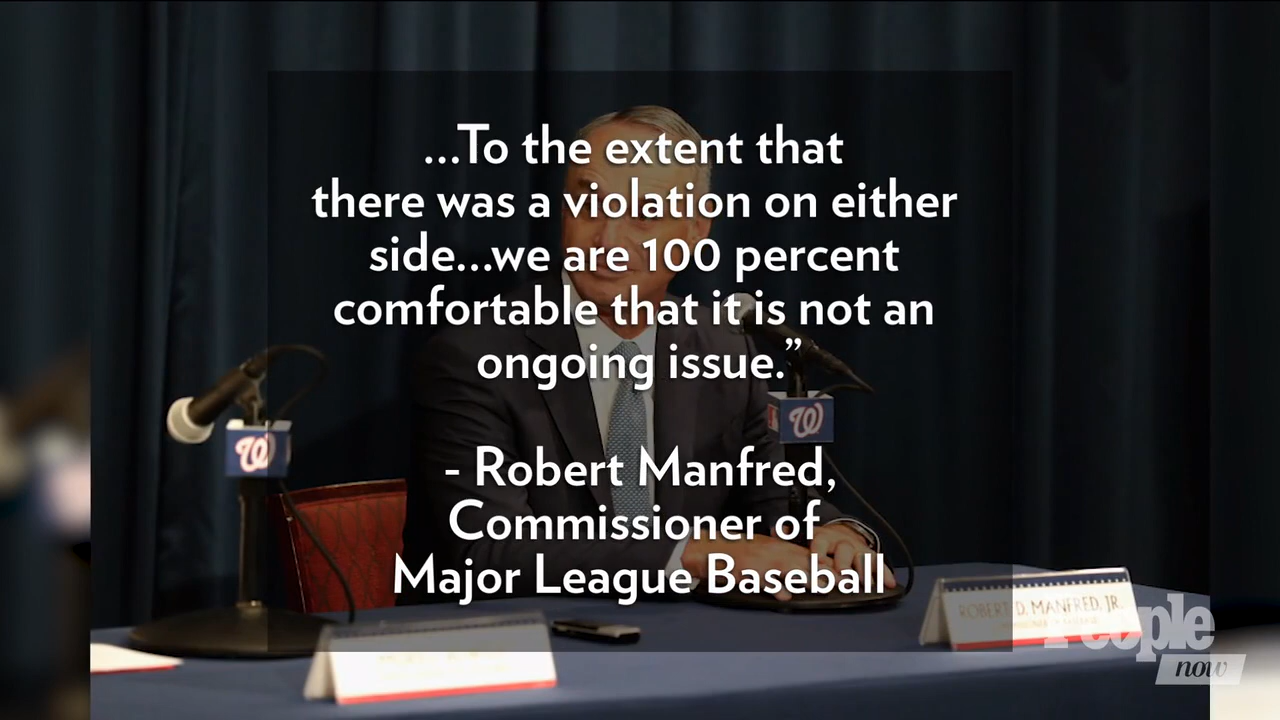 ...To the extent that
there was a violation on either
side...we are 100 percent
comfortable that it is not an
ongoing issue.”
- Robert Manfred,
Commissioner of
Major League Baseball
W
W
ROBERT D. MANFRED, JR.
People
now